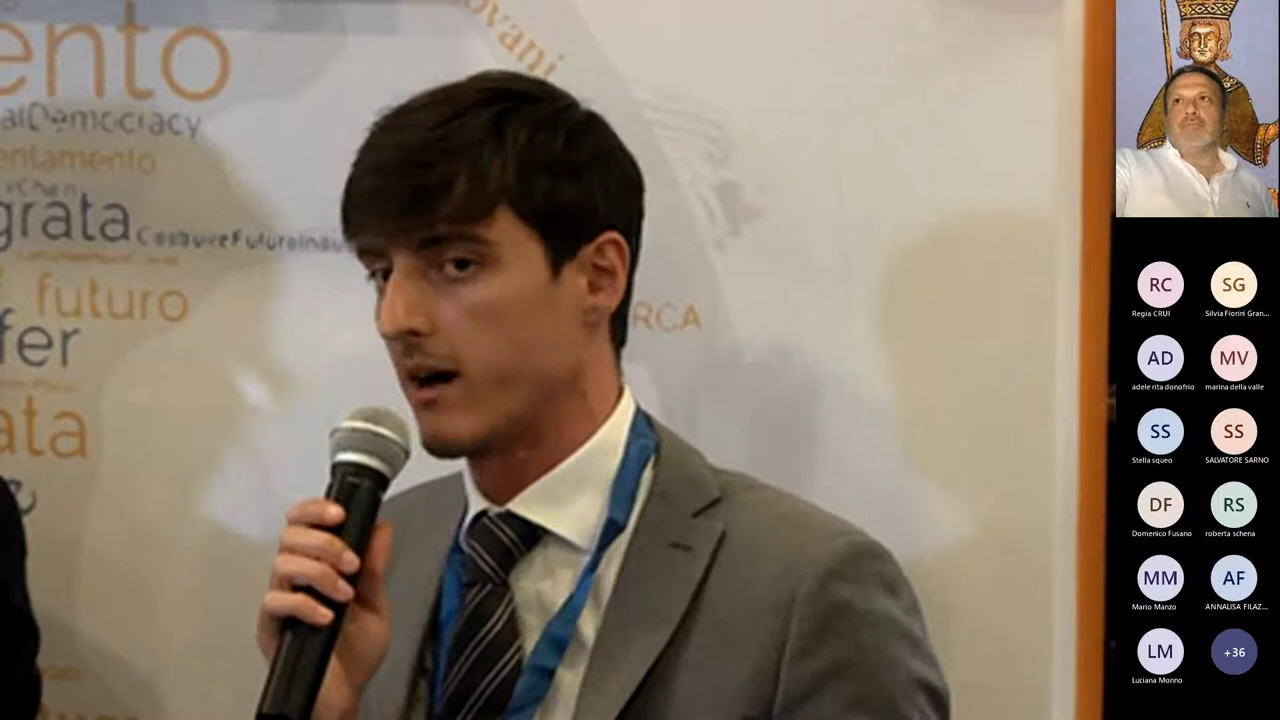 ovani
ento
alDemocacy
entamento
grata
futuro
RCA
fer
ata
RC
SG
Regia CRUI
Silvia Fiorini Gran...
AD
MV
adele rita donofrio
marina della valle
SS
SS
Stella squeo
SALVATORE SARNO
DF
RS
Domenico Fusano
roberta schena
MM
AF
Mario Manzo
ANNALISA FILAZ...
LM
+36
Luciana Monno